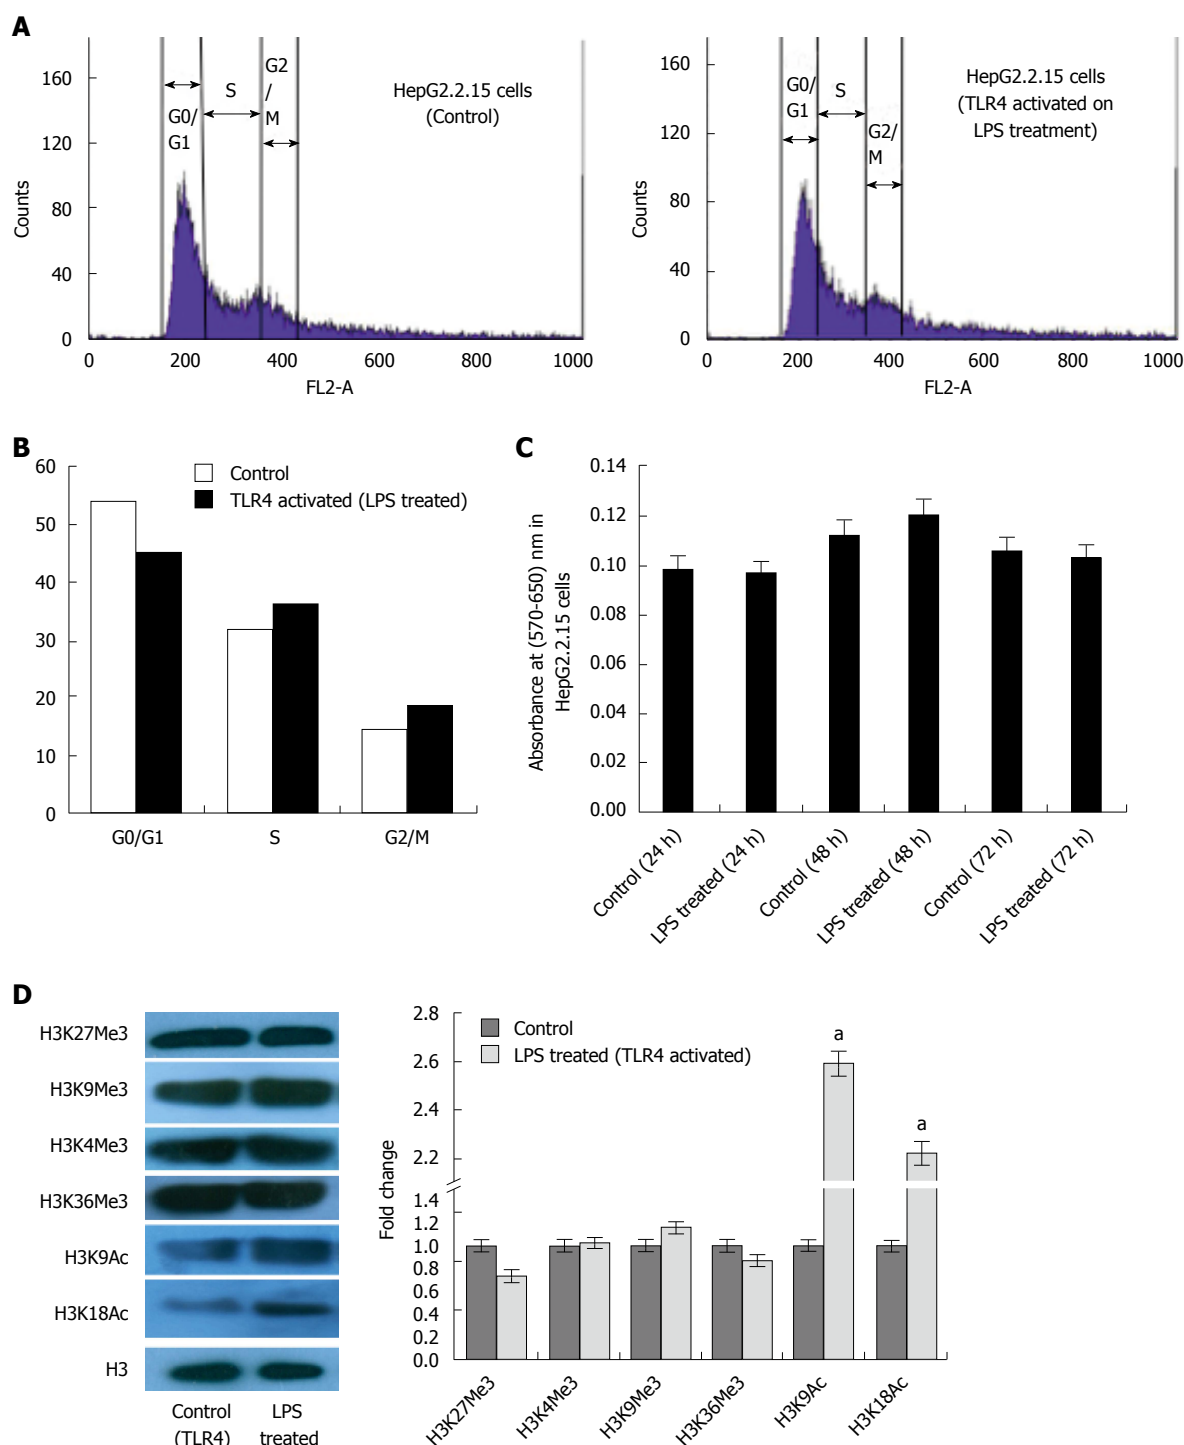 A
160
120
80
40
0
Counts
G0/
G1
S
G2
/
M
HepG2.2.15 cells
(Control)
0
200
400
600
800
1000
FL2-A
160
120
80
40
0
Counts
G0/
G1
S
G2/
M
HepG2.2.15 cells
(TLR4 activated on
LPS treatment)
0
200
400
600
800
1000
FL2-A
B
60
50
40
30
20
10
0
Control
TLR4 activated (LPS treated)
G0/G1
S
G2/M
C
Absorbance at (570-650) nm in
HepG2.2.15 cells
0.14
0.12
0.10
0.08
0.06
0.04
0.02
0.00
Control (24 h)
LPS treated (24 h)
Control (48 h)
LPS treated (48 h)
Control (72 h)
LPS treated (72 h)
D
H3K27Me3
H3K9Me3
H3K4Me3
H3K36Me3
H3K9Ac
H3K18Ac
H3
Control
(TLR4)
LPS
treated
Fold change
2.8
2.6
2.4
2.2
1.4
1.2
1.0
0.8
0.6
0.4
0.2
0.0
Control
LPS treated (TLR4 activated)
a
a
H3K27Me3
H3K4Me3
H3K9Me3
H3K36Me3
H3K9Ac
H3K18Ac